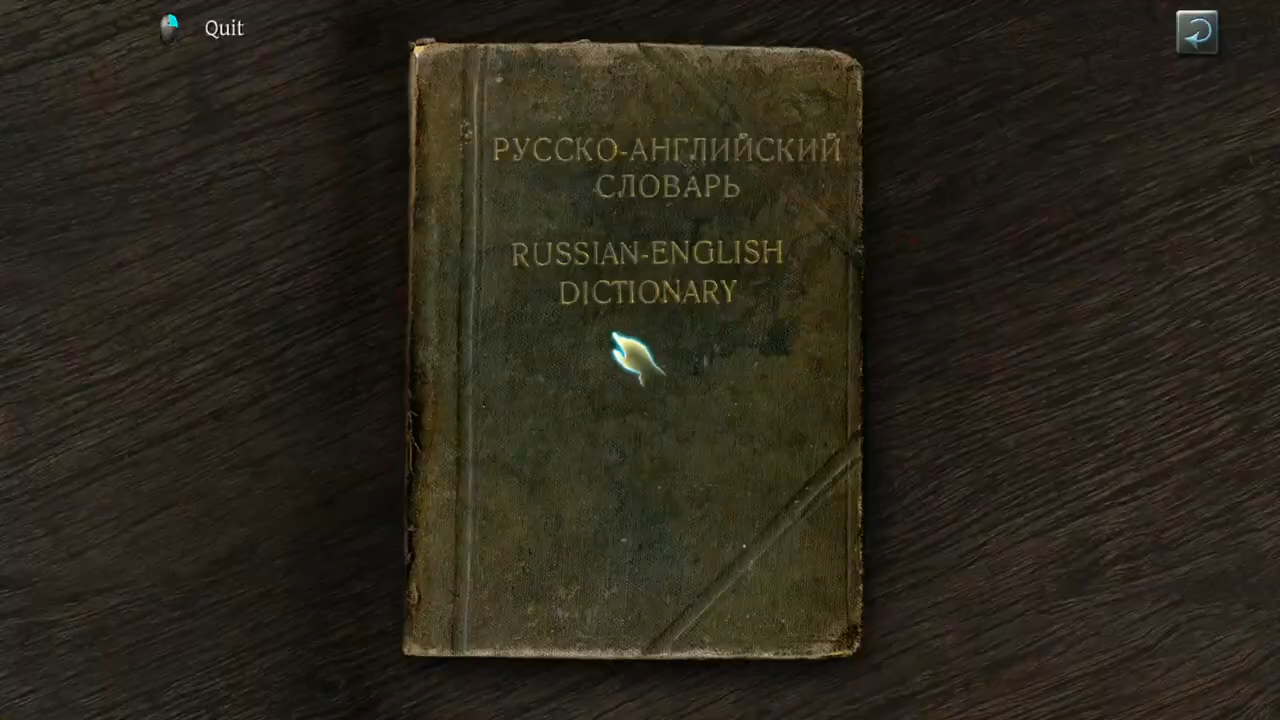 Quit
РУССКО-АНГЛИЙСКИЙ
СЛОВАРЬ
RUSSIAN-ENGLISH
DICTIONARY